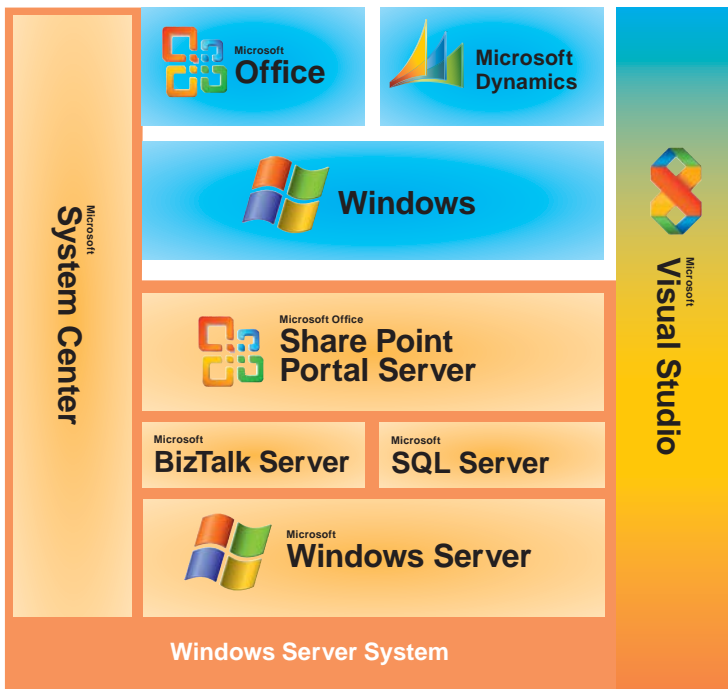 Microsoft
Office
Microsoft
Dynamics
Windows
Microsoft
System Center
Microsoft Office
Share Point
Portal Server
Microsoft
BizTalk Server
Microsoft
SQL Server
Microsoft
Windows Server
Windows Server System
Microsoft
Visual Studio